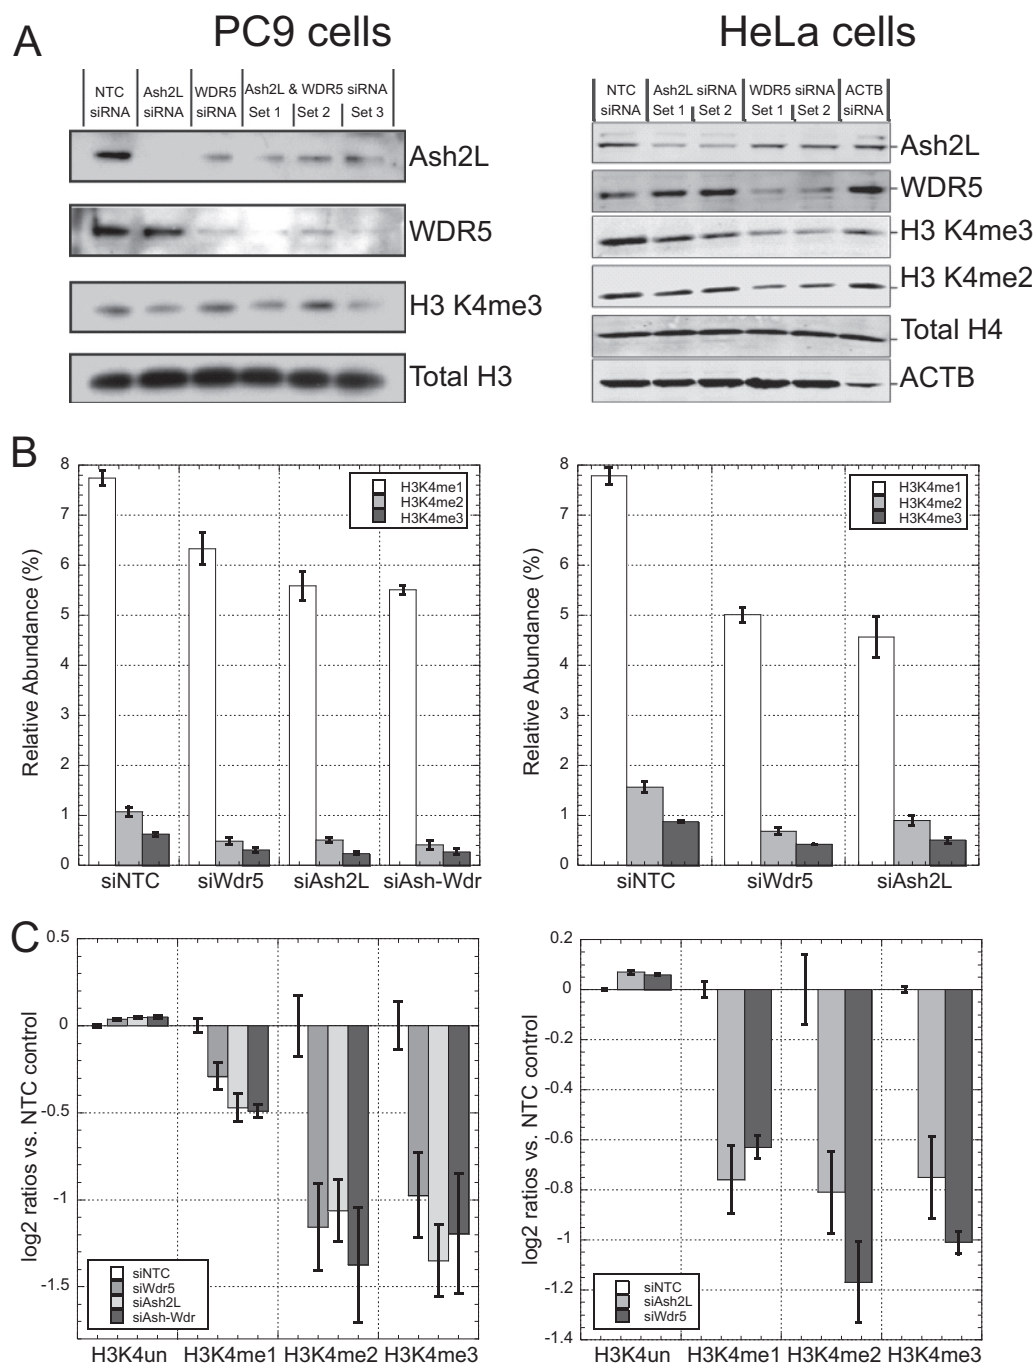 A
PC9 cells
HeLa cells
NTC siRNA
Ash2L siRNA
WDR5 siRNA
Ash2L & WDR5 siRNA
Set 1
Set 2
Set 3
Ash2L
WDR5
H3 K4me3
Total H3
NTC siRNA
Ash2L siRNA
Set 1
Set 2
WDR5 siRNA
Set 1
Set 2
ACTB siRNA
Ash2L
WDR5
H3 K4me3
H3 K4me2
Total H4
ACTB
B
Relative Abundance (%)
8
7
6
5
4
3
2
1
0
H3K4me1
H3K4me2
H3K4me3
siNTC
siWdr5
siAsh2L
siAsh-Wdr
Relative Abundance (%)
8
7
6
5
4
3
2
1
0
H3K4me1
H3K4me2
H3K4me3
siNTC
siWdr5
siAsh2L
C
log2 ratios vs. NTC control
0.5
0
-0.5
-1
-1.5
siNTC
siWdr5
siAsh2L
siAsh-Wdr
H3K4un
H3K4me1
H3K4me2
H3K4me3
log2 ratios vs. NTC control
0.2
0
-0.2
-0.4
-0.6
-0.8
-1
-1.2
-1.4
siNTC
siAsh2L
siWdr5
H3K4un
H3K4me1
H3K4me2
H3K4me3